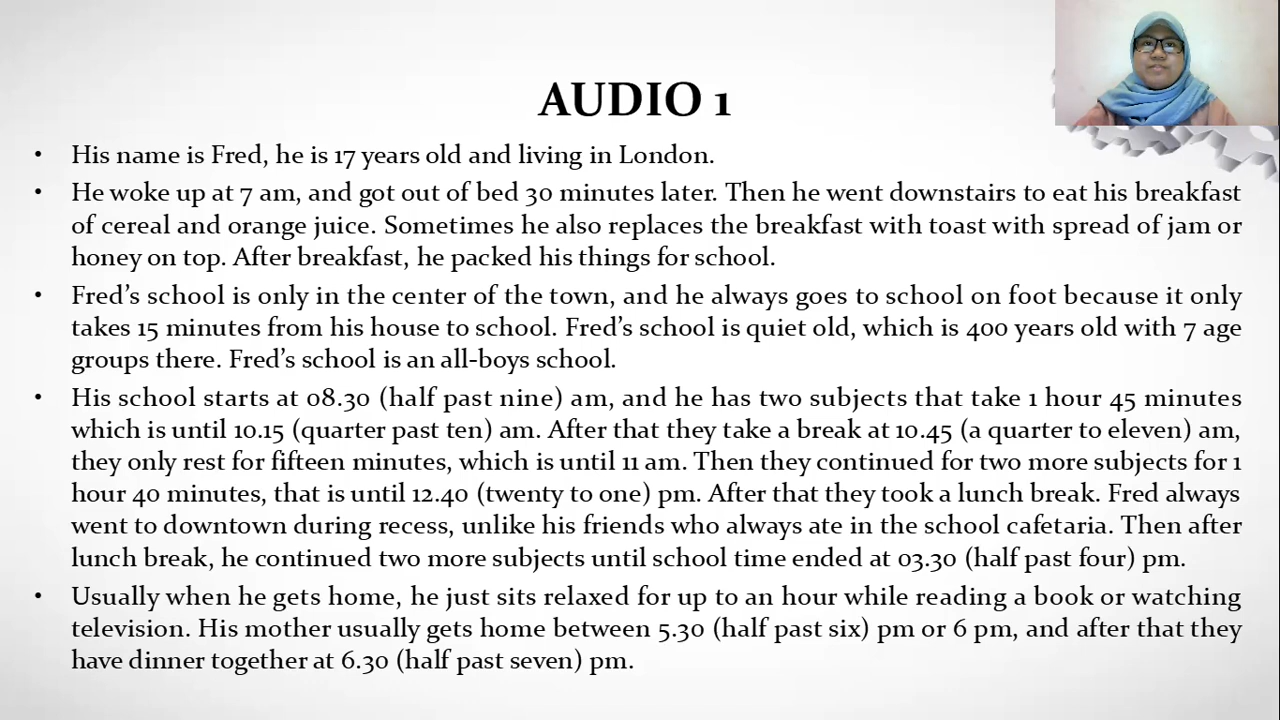 AUDIO 1
• His name is Fred, he is 17 years old and living in London.
• He woke up at 7 am, and got out of bed 30 minutes later. Then he went downstairs to eat his breakfast
of cereal and orange juice. Sometimes he also replaces the breakfast with toast with spread of jam or
honey on top. After breakfast, he packed his things for school.
• Fred’s school is only in the center of the town, and he always goes to school on foot because it only
takes 15 minutes from his house to school. Fred’s school is quiet old, which is 400 years old with 7 age
groups there. Fred’s school is an all-boys school.
• His school starts at 08.30 (half past nine) am, and he has two subjects that take 1 hour 45 minutes
which is until 10.15 (quarter past ten) am. After that they take a break at 10.45 (a quarter to eleven) am,
they only rest for fifteen minutes, which is until 11 am. Then they continued for two more subjects for 1
hour 40 minutes, that is until 12.40 (twenty to one) pm. After that they took a lunch break. Fred always
went to downtown during recess, unlike his friends who always ate in the school cafetaria. Then after
lunch break, he continued two more subjects until school time ended at 03.30 (half past four) pm.
• Usually when he gets home, he just sits relaxed for up to an hour while reading a book or watching
television. His mother usually gets home between 5.30 (half past six) pm or 6 pm, and after that they
have dinner together at 6.30 (half past seven) pm.